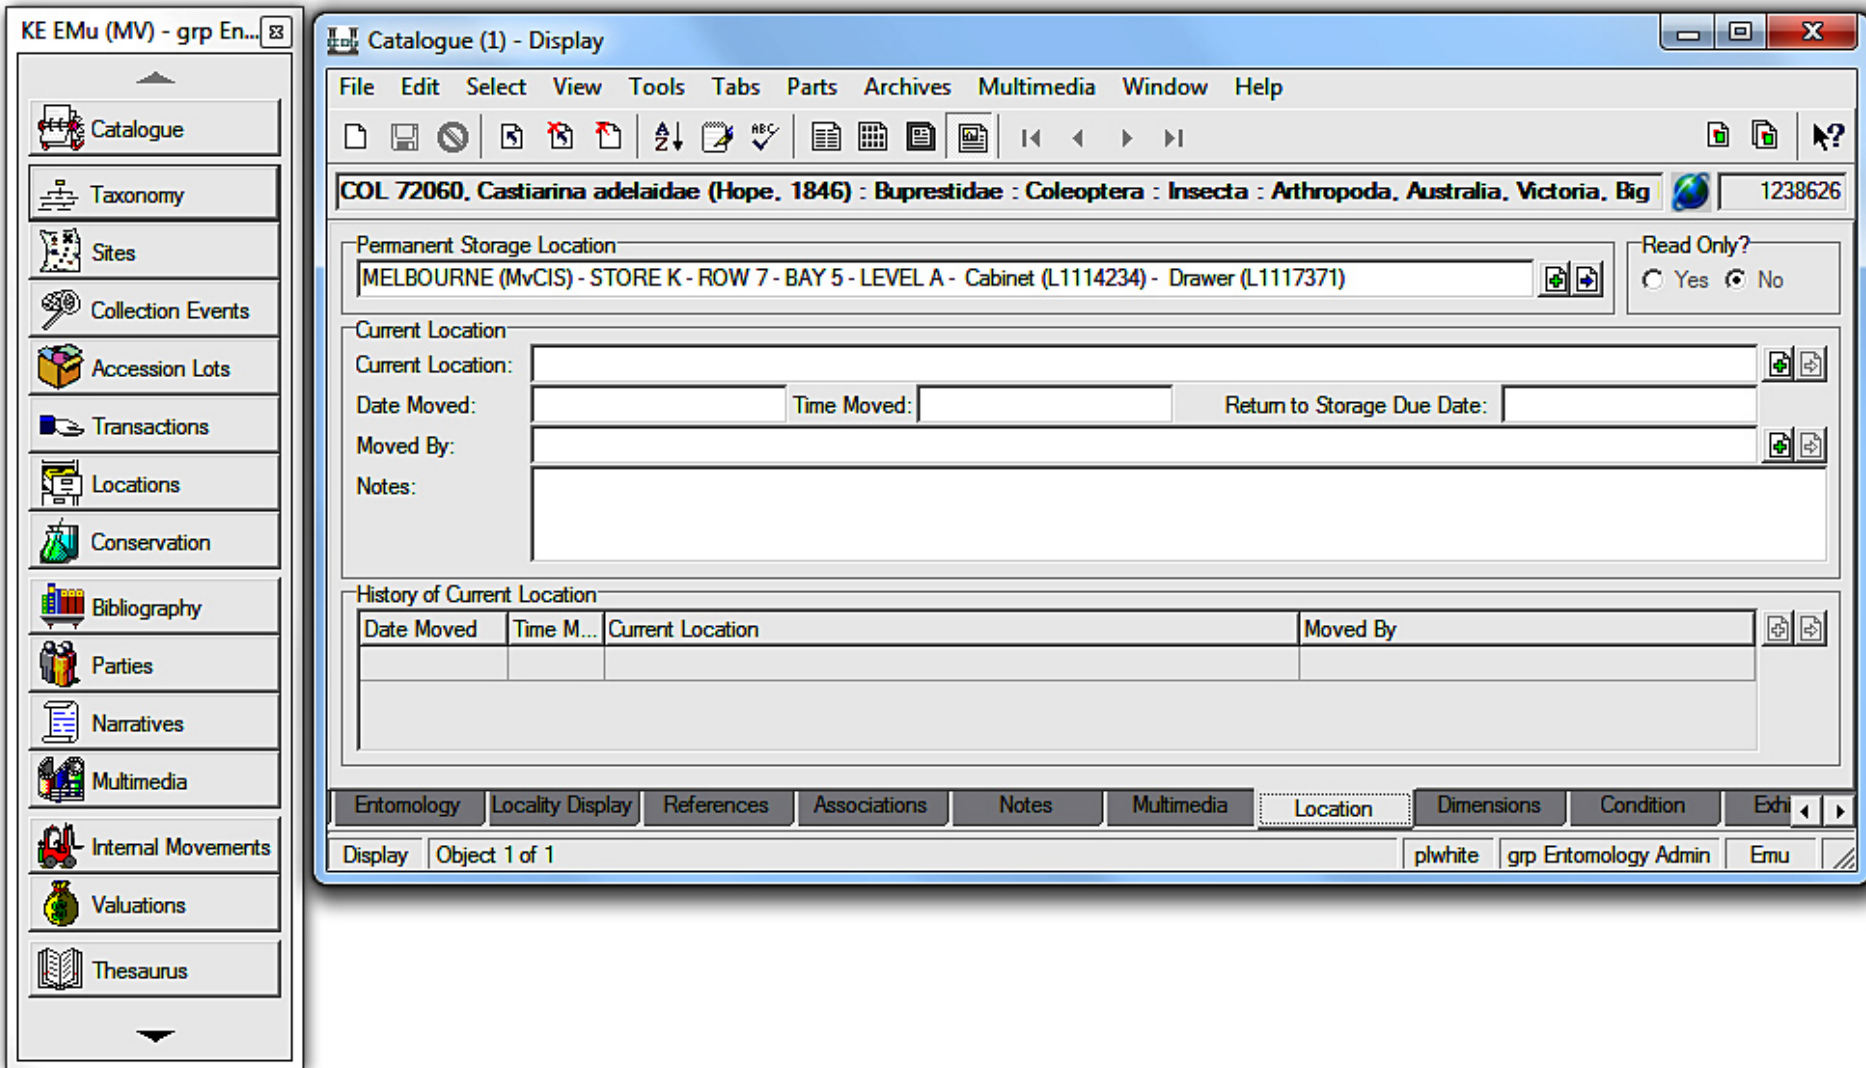 KE EMu (MV) - grp En...
Catalogue
Taxonomy
Sites
Collection Events
Accession Lots
Transactions
Locations
Conservation
Bibliography
Parties
Narratives
Multimedia
Internal Movements
Valuations
Thesaurus
Catalogue (1) - Display
File Edit Select View Tools Tabs Parts Archives Multimedia Window Help
COL 72060, Castiarina adelaidae (Hope, 1846) : Buprestidae : Coleoptera : Insecta : Arthropoda, Australia, Victoria, Big 1238626
Permanent Storage Location
MELBOURNE (MvCIS) - STORE K - ROW 7 - BAY 5 - LEVEL A - Cabinet (L1114234) - Drawer (L1117371)
Read Only?
Yes No
Current Location
Current Location:
Date Moved: Time Moved: Return to Storage Due Date:
Moved By:
Notes:
History of Current Location
Date Moved Time M... Current Location Moved By
Entomology Locality Display References Associations Notes Multimedia Location Dimensions Condition Exhi
Display Object 1 of 1 plwhite grp Entomology Admin Emu